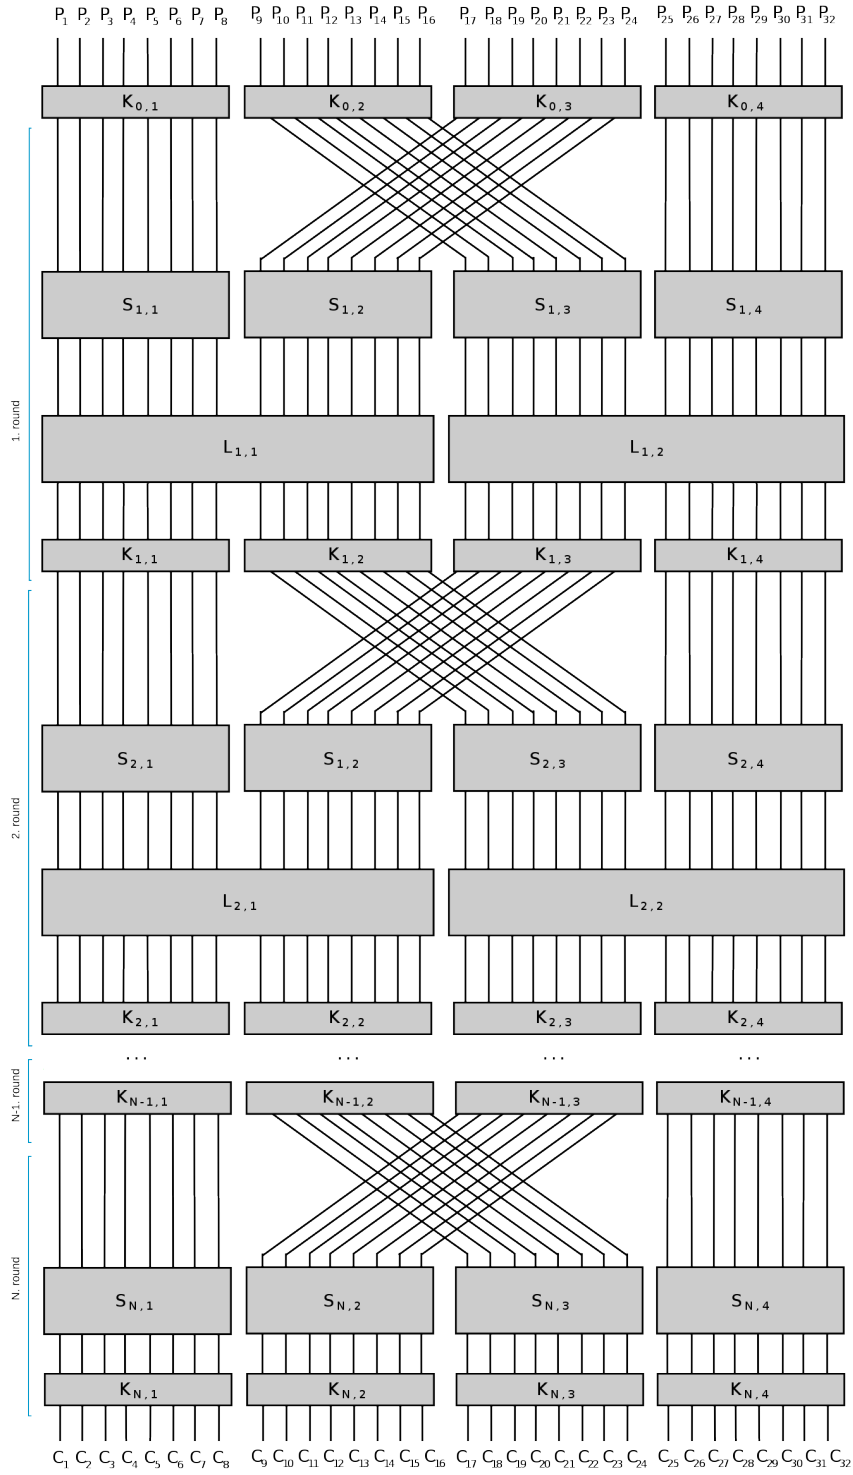 P1 P2 P3 P4 P5 P6 P7 P8 P9 P10 P11 P12 P13 P14 P15 P16 P17 P18 P19 P20 P21 P22 P23 P24 P25 P26 P27 P28 P29 P30 P31 P32
K0,1 K0,2 K0,3 K0,4
1. round
S1,1 S1,2 S1,3 S1,4
L1,1 L1,2
K1,1 K1,2 K1,3 K1,4
2. round
S2,1 S1,2 S2,3 S2,4
L2,1 L2,2
K2,1 K2,2 K2,3 K2,4
... ... ... ...
N-1. round
KN-1,1 KN-1,2 KN-1,3 KN-1,4
N. round
SN,1 SN,2 SN,3 SN,4
KN,1 KN,2 KN,3 KN,4
C1 C2 C3 C4 C5 C6 C7 C8 C9 C10 C11 C12 C13 C14 C15 C16 C17 C18 C19 C20 C21 C22 C23 C24 C25 C26 C27 C28 C29 C30 C31 C32